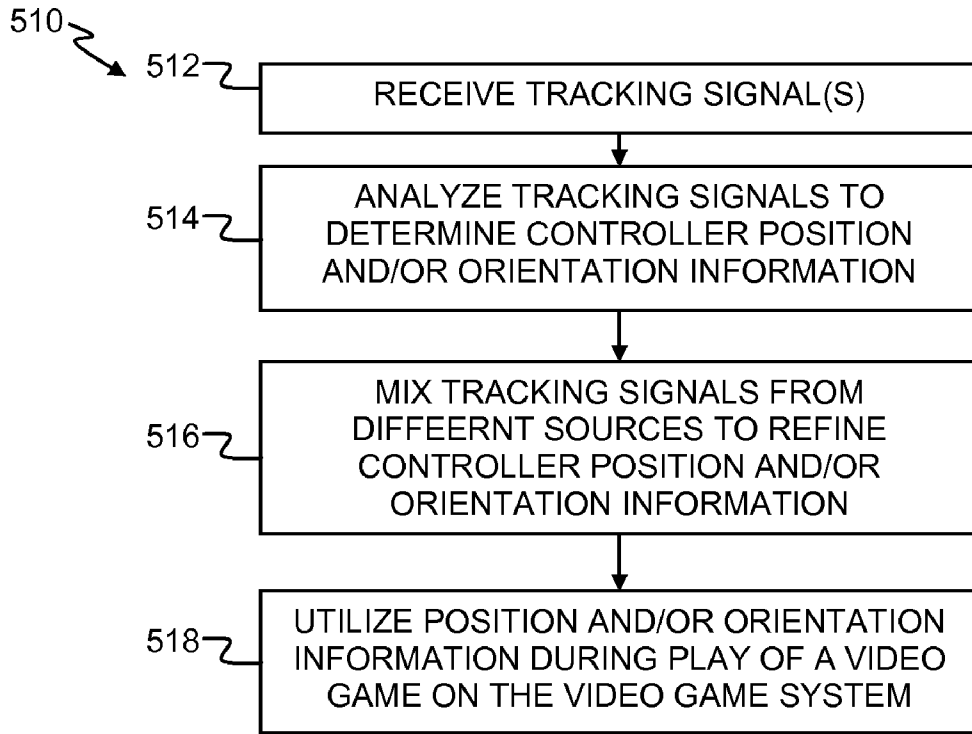 510
512
RECEIVE TRACKING SIGNAL(S)
514
ANALYZE TRACKING SIGNALS TO
DETERMINE CONTROLLER POSITION
AND/OR ORIENTATION INFORMATION
516
MIX TRACKING SIGNALS FROM
DIFFEERNT SOURCES TO REFINE
CONTROLLER POSITION AND/OR
ORIENTATION INFORMATION
518
UTILIZE POSITION AND/OR ORIENTATION
INFORMATION DURING PLAY OF A VIDEO
GAME ON THE VIDEO GAME SYSTEM